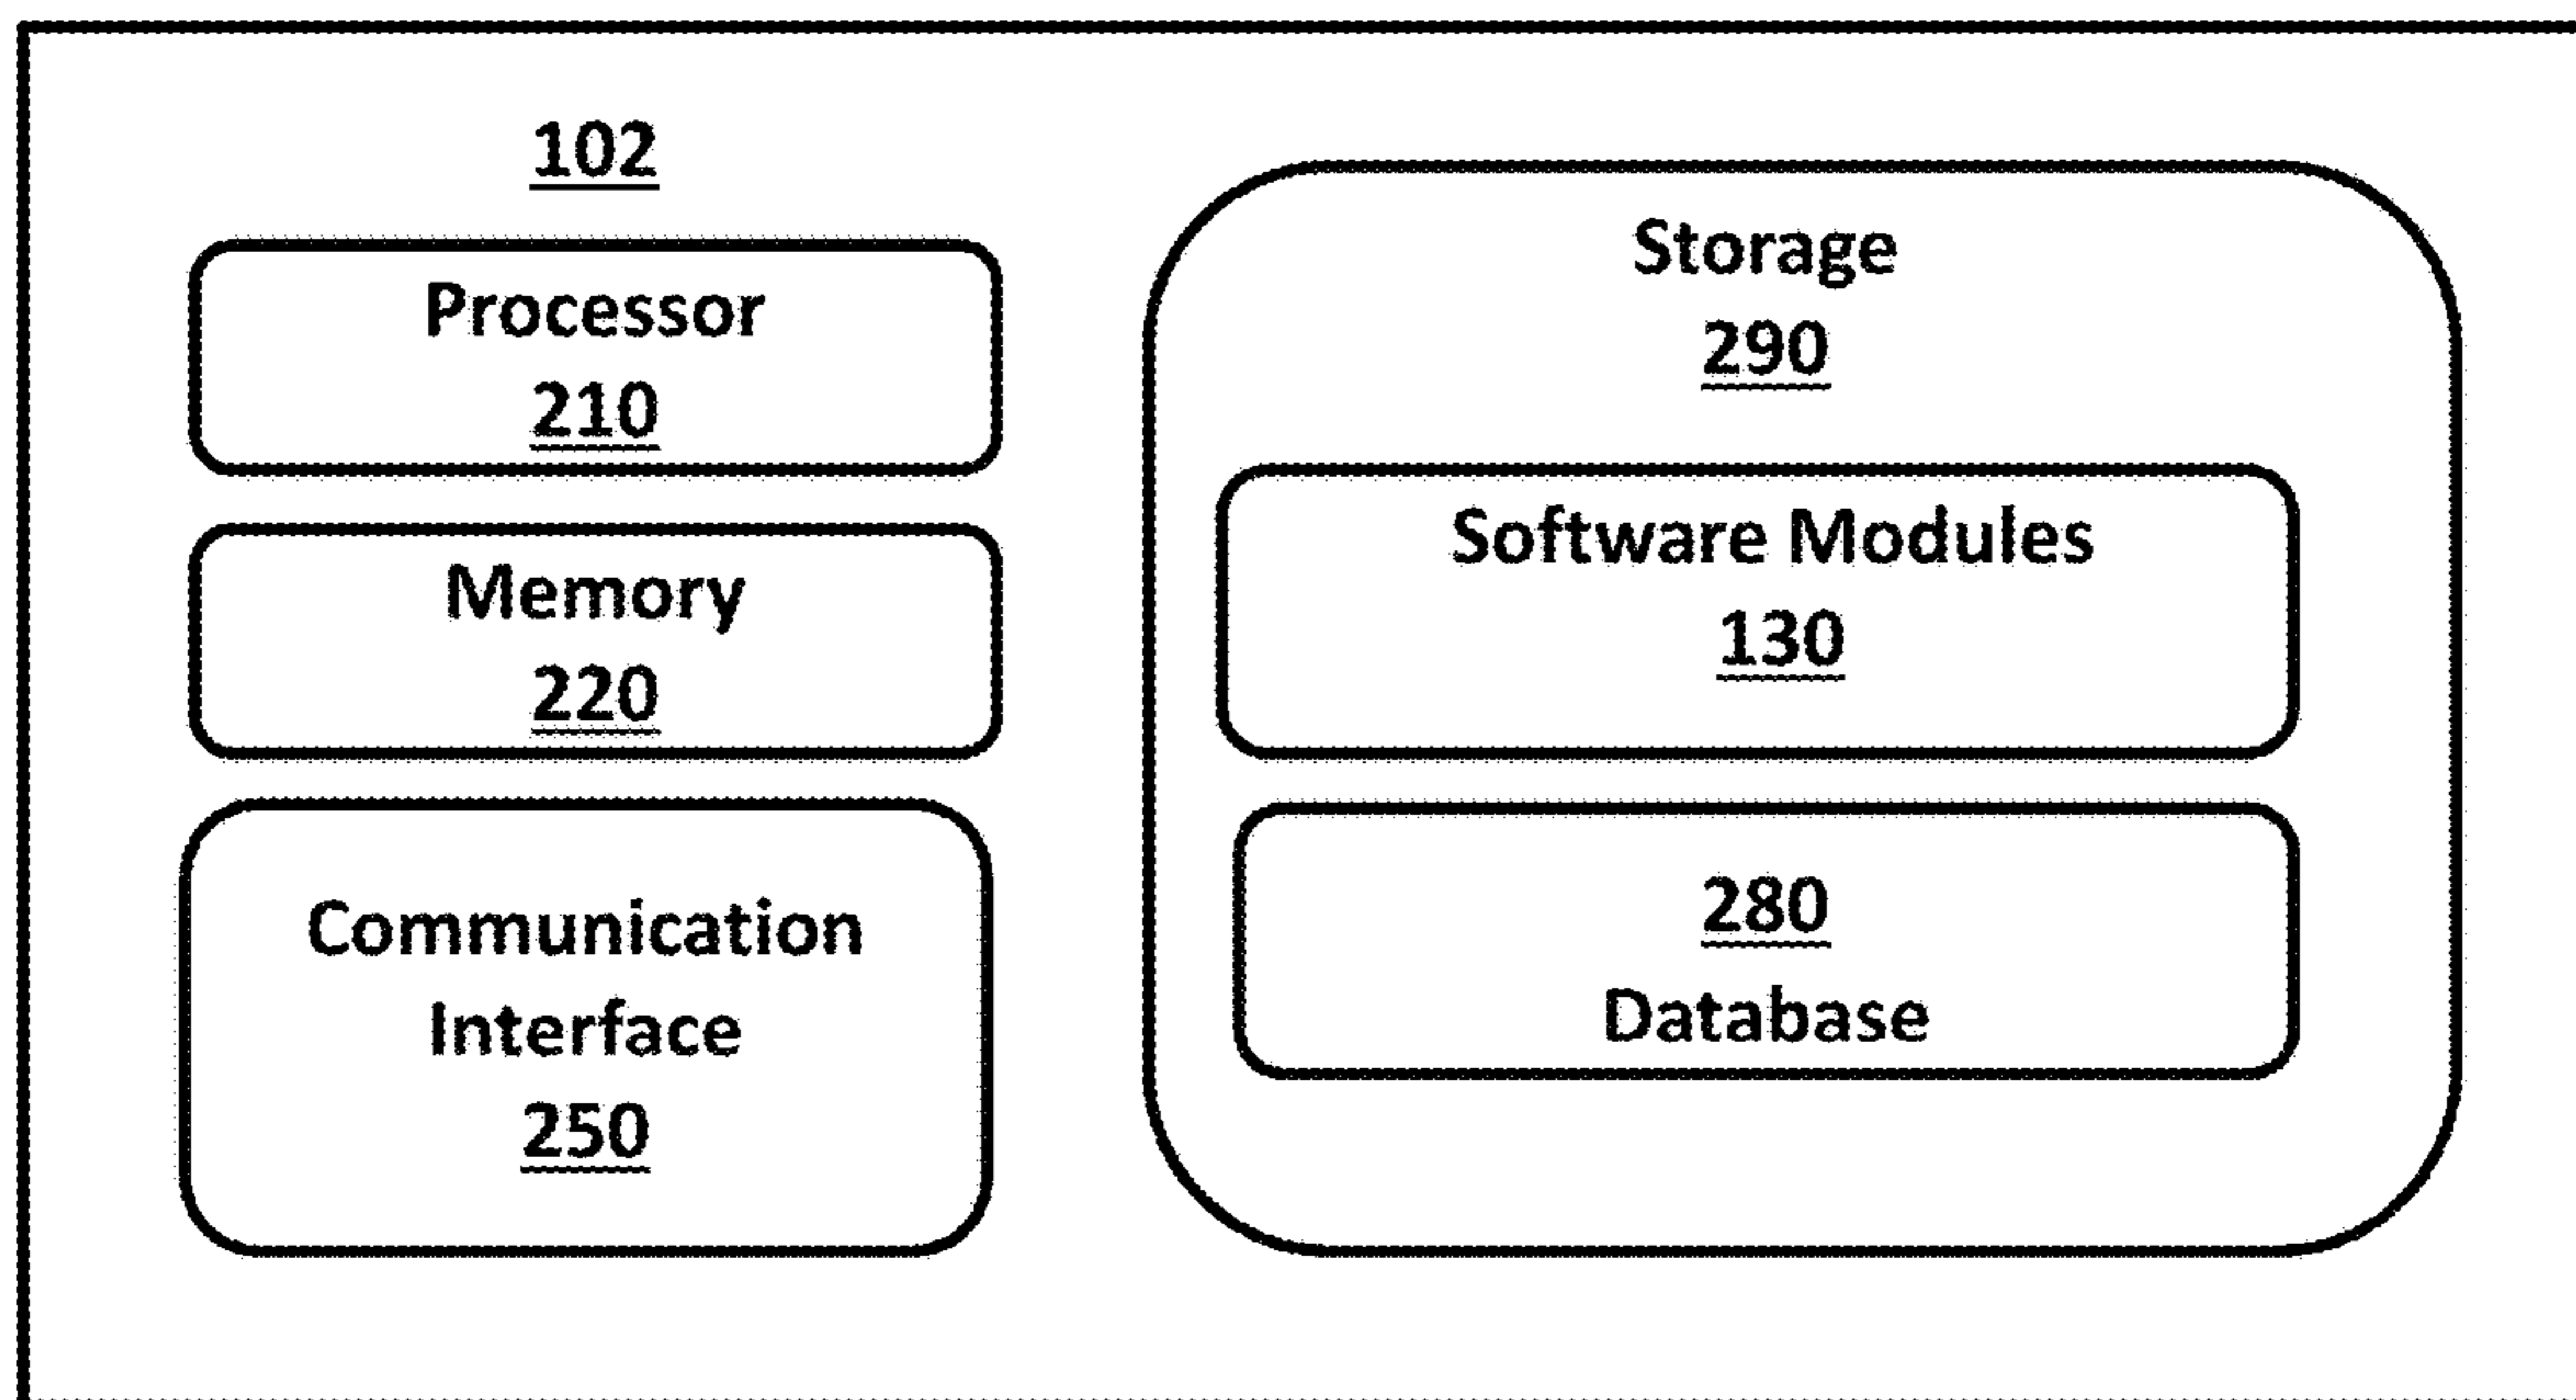 102
Processor
210
Memory
220
Communication
Interface
250
Storage
290
Software Modules
130
280
Database